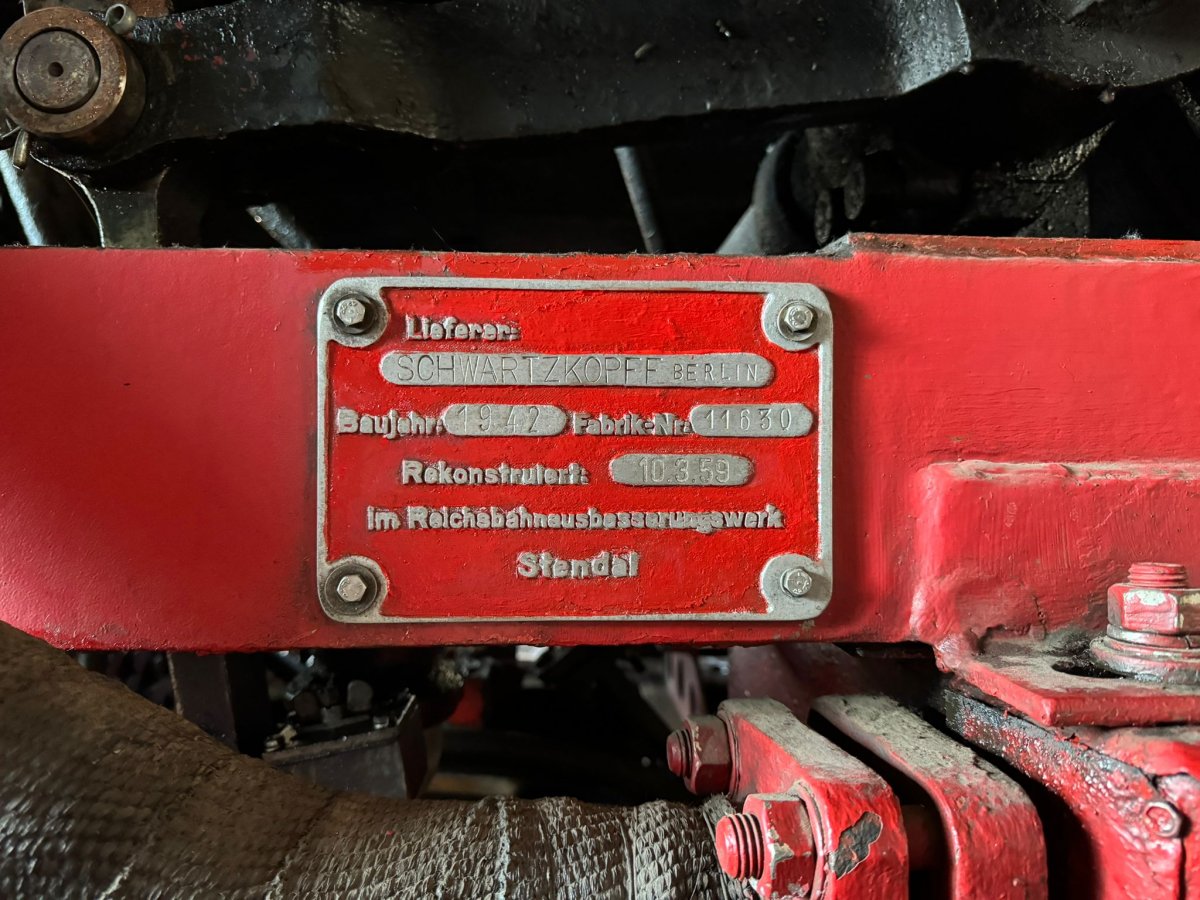 Lieferer:
SCHWARTZKOPFF BERLIN
Baujahr: 1942 Fabrik-Nr. 11630
Rekonstruiert: 10.3.59
im Reichsbahnausbesserungswerk
Stendal